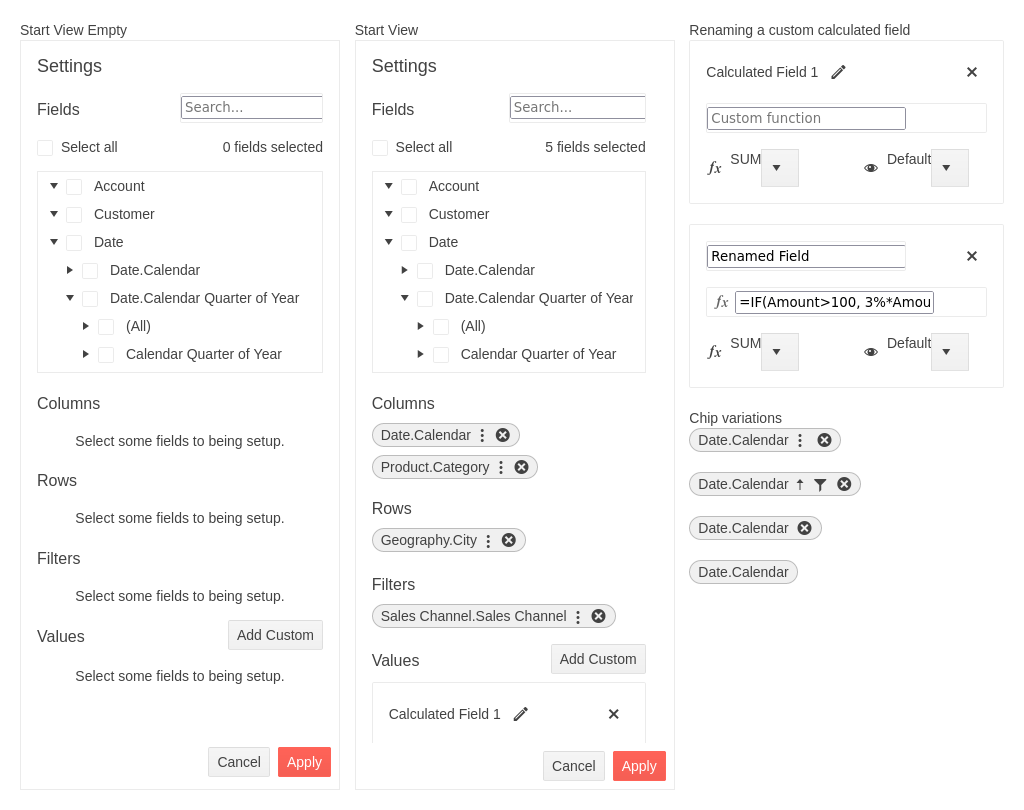 Start View Empty
Settings
Fields
Search...
Select all
0 fields selected
Account
Customer
Date
Date.Calendar
Date.Calendar Quarter of Year
(All)
Calendar Quarter of Year
Columns
Select some fields to being setup.
Rows
Select some fields to being setup.
Filters
Select some fields to being setup.
Values
Add Custom
Select some fields to being setup.
Cancel
Apply
Start View
Settings
Fields
Search...
Select all
5 fields selected
Account
Customer
Date
Date.Calendar
Date.Calendar Quarter of Year
(All)
Calendar Quarter of Year
Columns
Date.Calendar
Product.Category
Rows
Geography.City
Filters
Sales Channel.Sales Channel
Values
Add Custom
Calculated Field 1
Cancel
Apply
Renaming a custom calculated field
Calculated Field 1
Custom function
fx SUM
Default
Renamed Field
fx =IF(Amount>100, 3%*Amou
fx SUM
Default
Chip variations
Date.Calendar
Date.Calendar
Date.Calendar
Date.Calendar